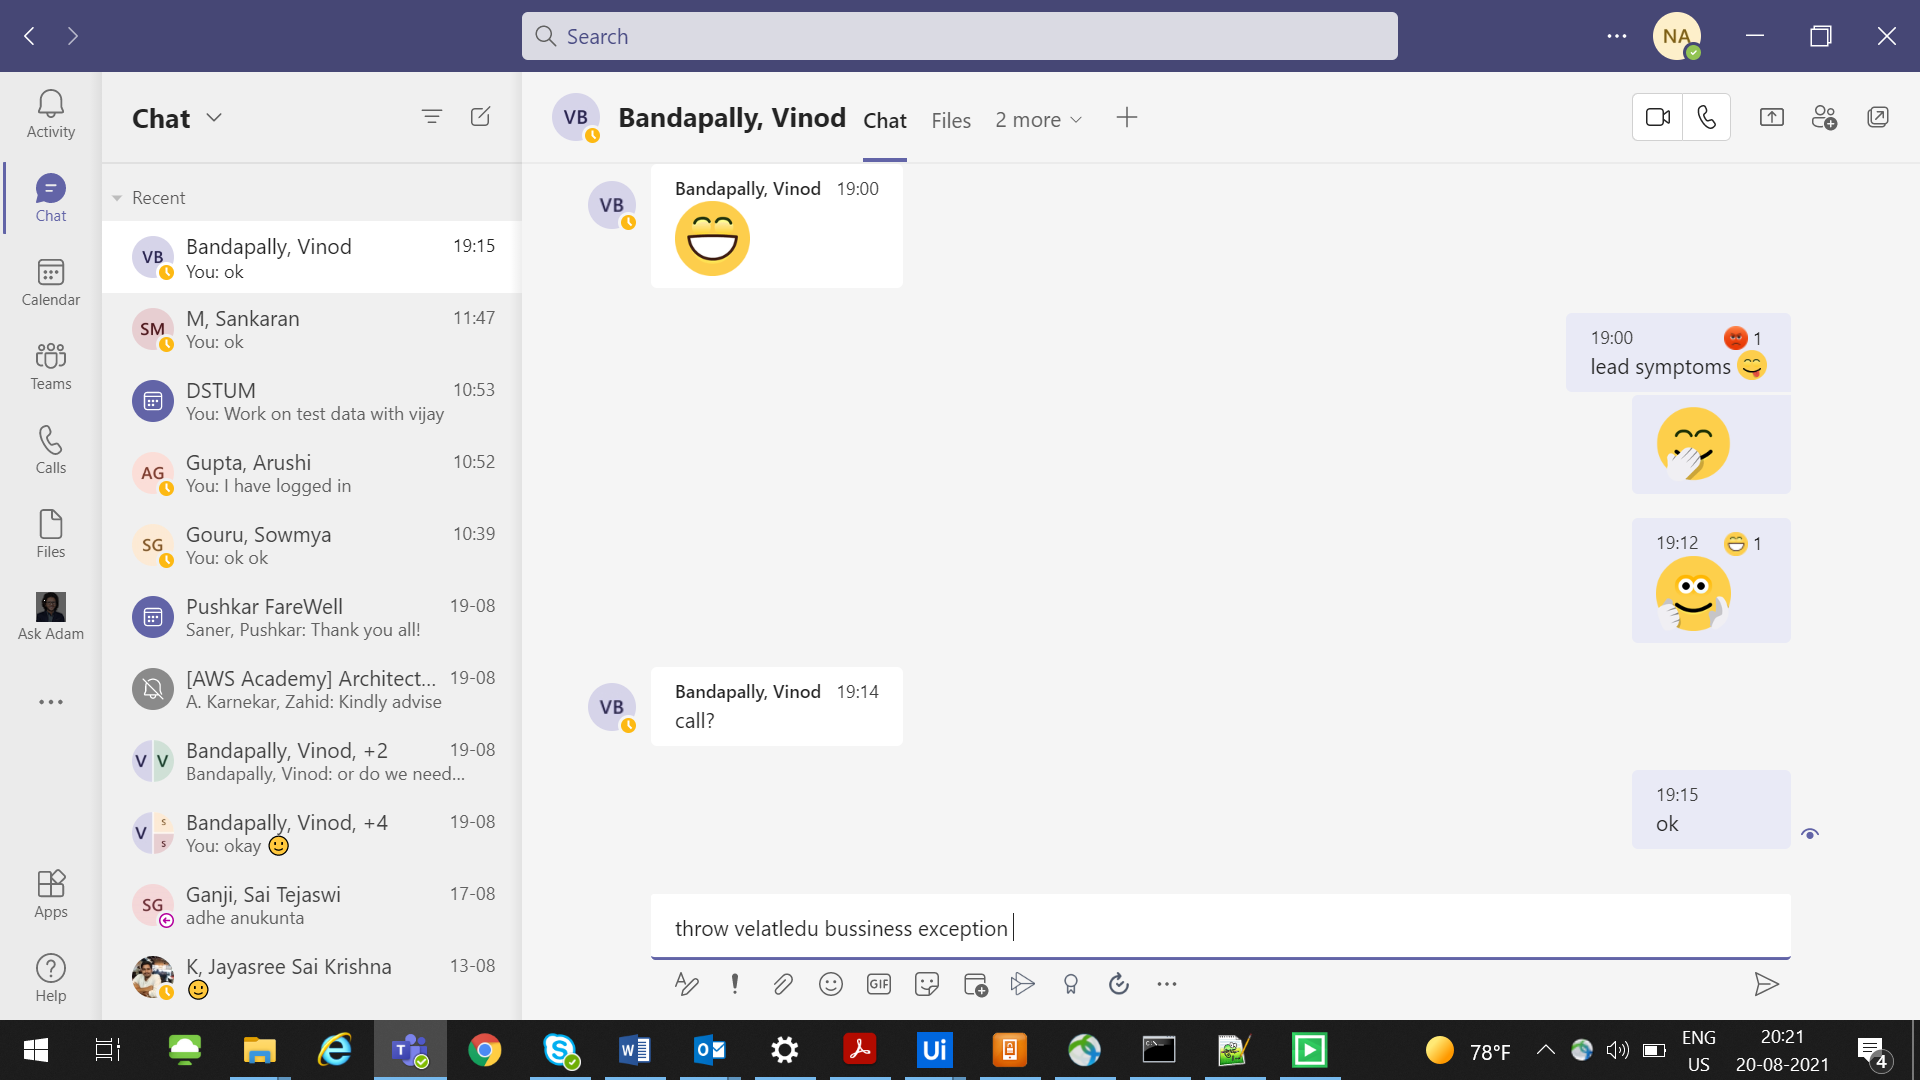 Search
NA
Activity
Chat
Calendar
Teams
Calls
Files
Ask Adam
Apps
Help
Chat
Recent
VB
Bandapally, Vinod
19:15
You: ok
SM
M, Sankaran
11:47
You: ok
DSTUM
10:53
You: Work on test data with vijay
AG
Gupta, Arushi
10:52
You: I have logged in
SG
Gouru, Sowmya
10:39
You: ok ok
Pushkar FareWell
19-08
Saner, Pushkar: Thank you all!
[AWS Academy] Architect...
19-08
A. Karnekar, Zahid: Kindly advise
V V
Bandapally, Vinod, +2
19-08
Bandapally, Vinod: or do we need...
V S S
Bandapally, Vinod, +4
19-08
You: okay
SG
Ganji, Sai Tejaswi
17-08
adhe anukunta
K, Jayasree Sai Krishna
13-08
VB
Bandapally, Vinod
Chat
Files
2 more
VB
Bandapally, Vinod 19:00
19:00 1
lead symptoms
19:12 1
VB
Bandapally, Vinod 19:14
call?
19:15
ok
throw velatledu bussiness exception
GIF
Ui
78°F
ENG
US
20:21
20-08-2021
4